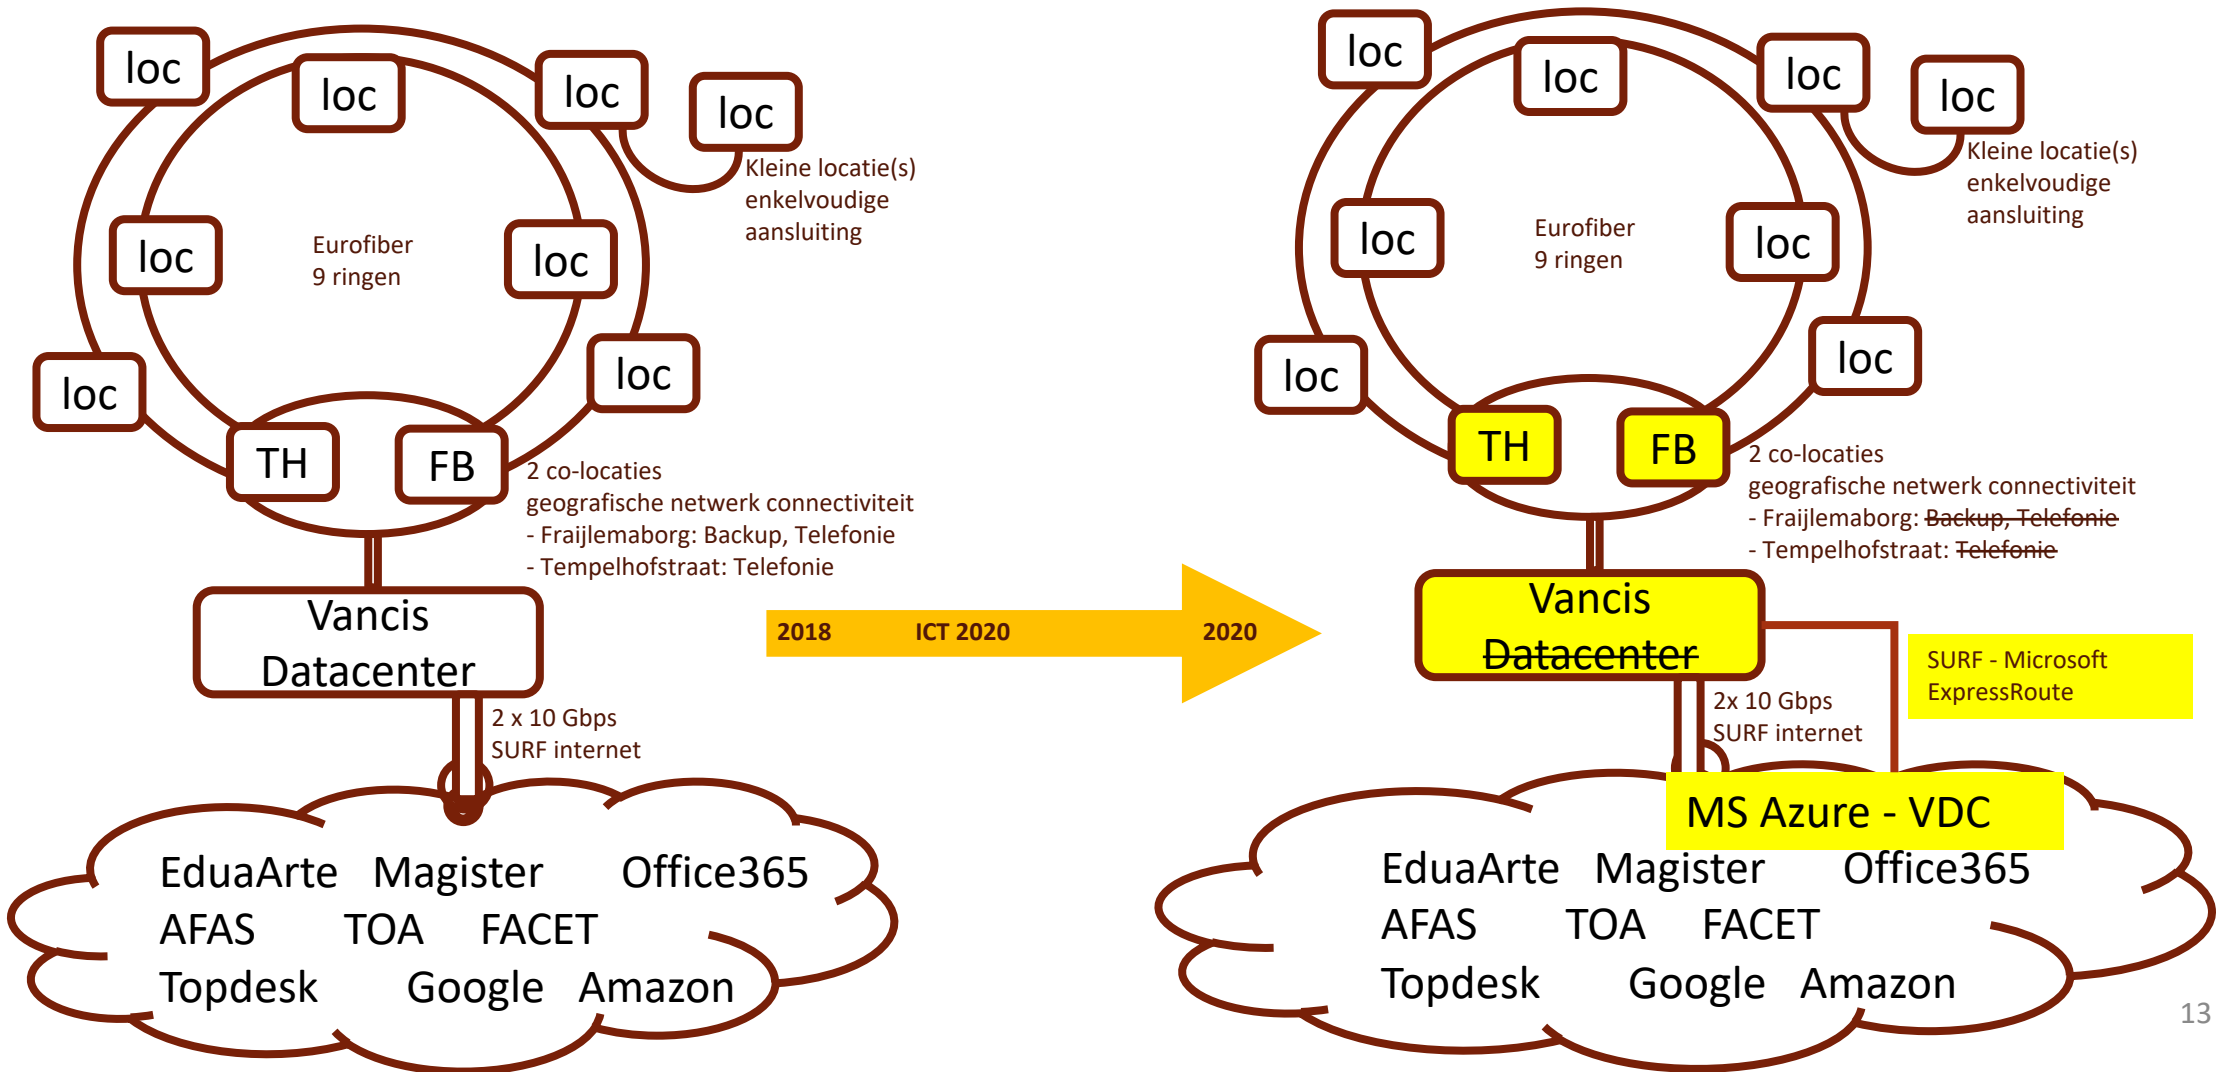 loc
loc
loc
loc
Kleine locatie(s)
enkelvoudige
aansluiting
loc
Eurofiber
9 ringen
loc
loc
loc
TH
FB
2 co-locaties
geografische netwerk connectiviteit
- Fraijlemaborg: Backup, Telefonie
- Tempelhofstraat: Telefonie
Vancis
Datacenter
2 x 10 Gbps
SURF internet
EduaArte Magister Office365
AFAS TOA FACET
Topdesk Google Amazon
2018 ICT 2020 2020
loc
loc
loc
loc
Kleine locatie(s)
enkelvoudige
aansluiting
loc
Eurofiber
9 ringen
loc
loc
loc
TH
FB
2 co-locaties
geografische netwerk connectiviteit
- Fraijlemaborg: Backup, Telefonie
- Tempelhofstraat: Telefonie
Vancis
Datacenter
SURF - Microsoft
ExpressRoute
2x 10 Gbps
SURF internet
MS Azure - VDC
EduaArte Magister Office365
AFAS TOA FACET
Topdesk Google Amazon
13